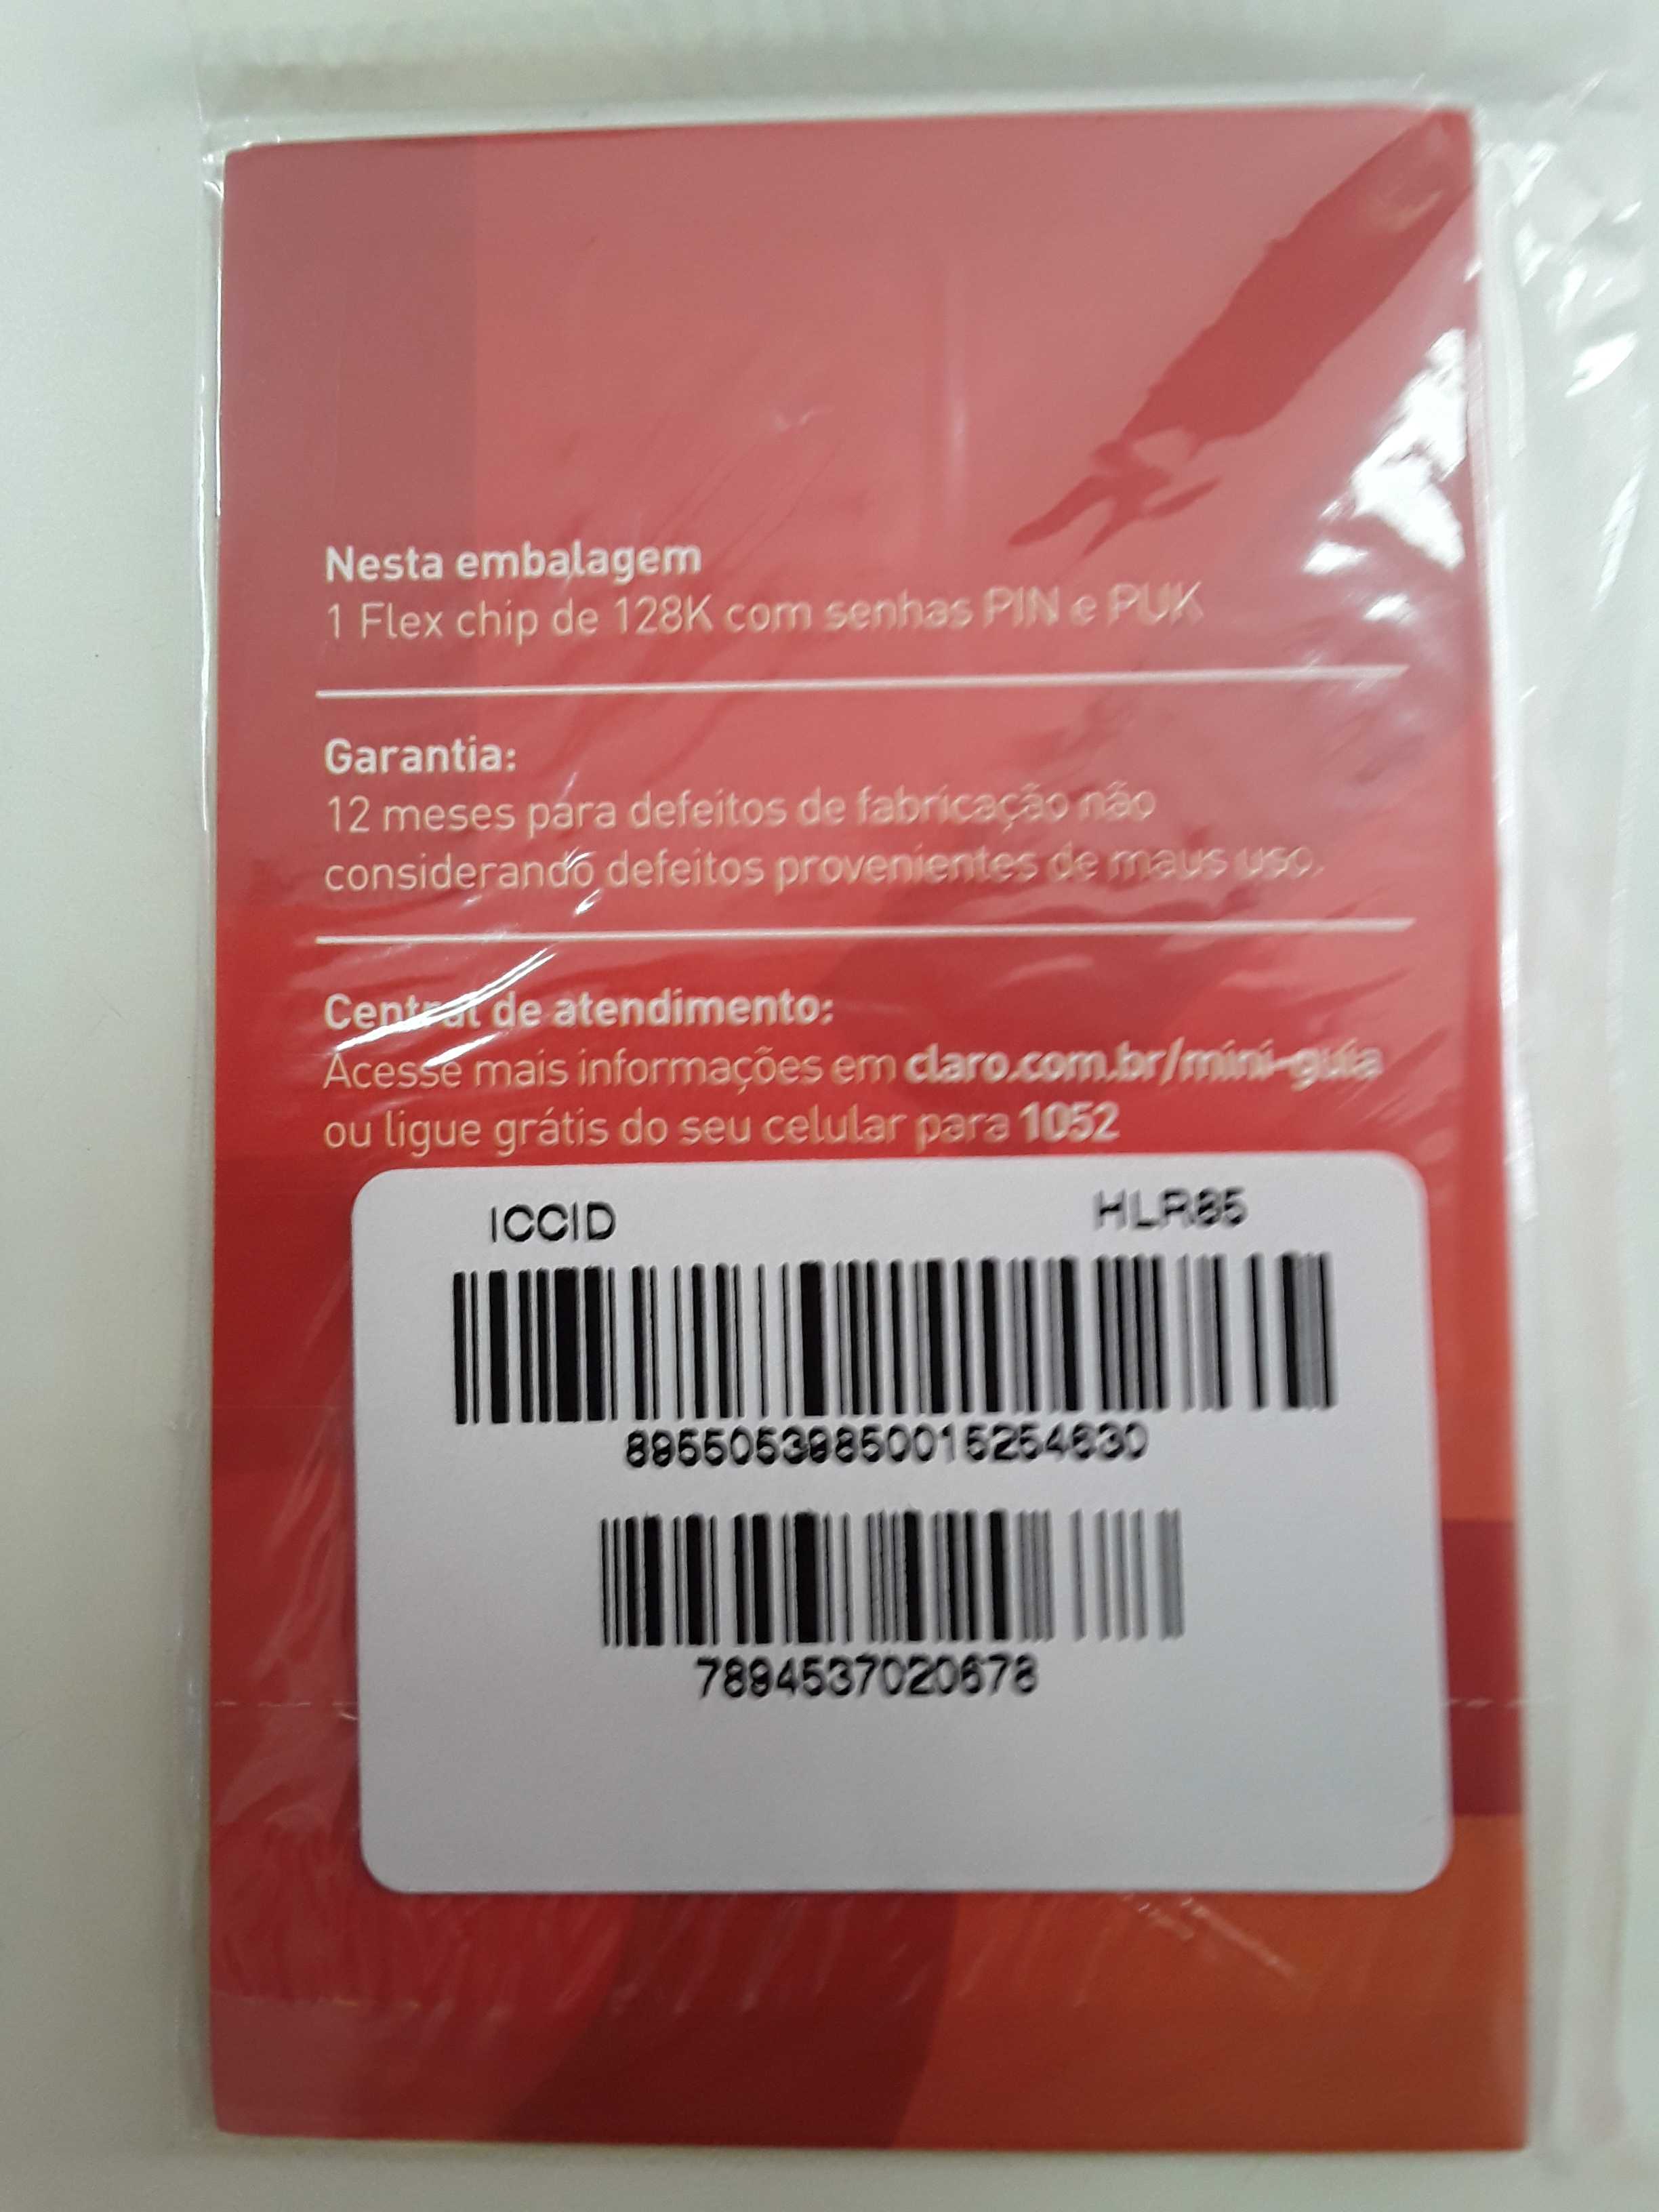 Nesta embalagem
1 Flex chip de 128K com senhas PIN e PUK
Garantia:
12 meses para defeitos de fabricação não
considerando defeitos provenientes de maus uso.
Central de atendimento:
Acesse mais informações em claro.com.br/mini-guia
ou ligue grátis do seu celular para 1052
ICCID HLR85
89550539850015254630
7894537020678